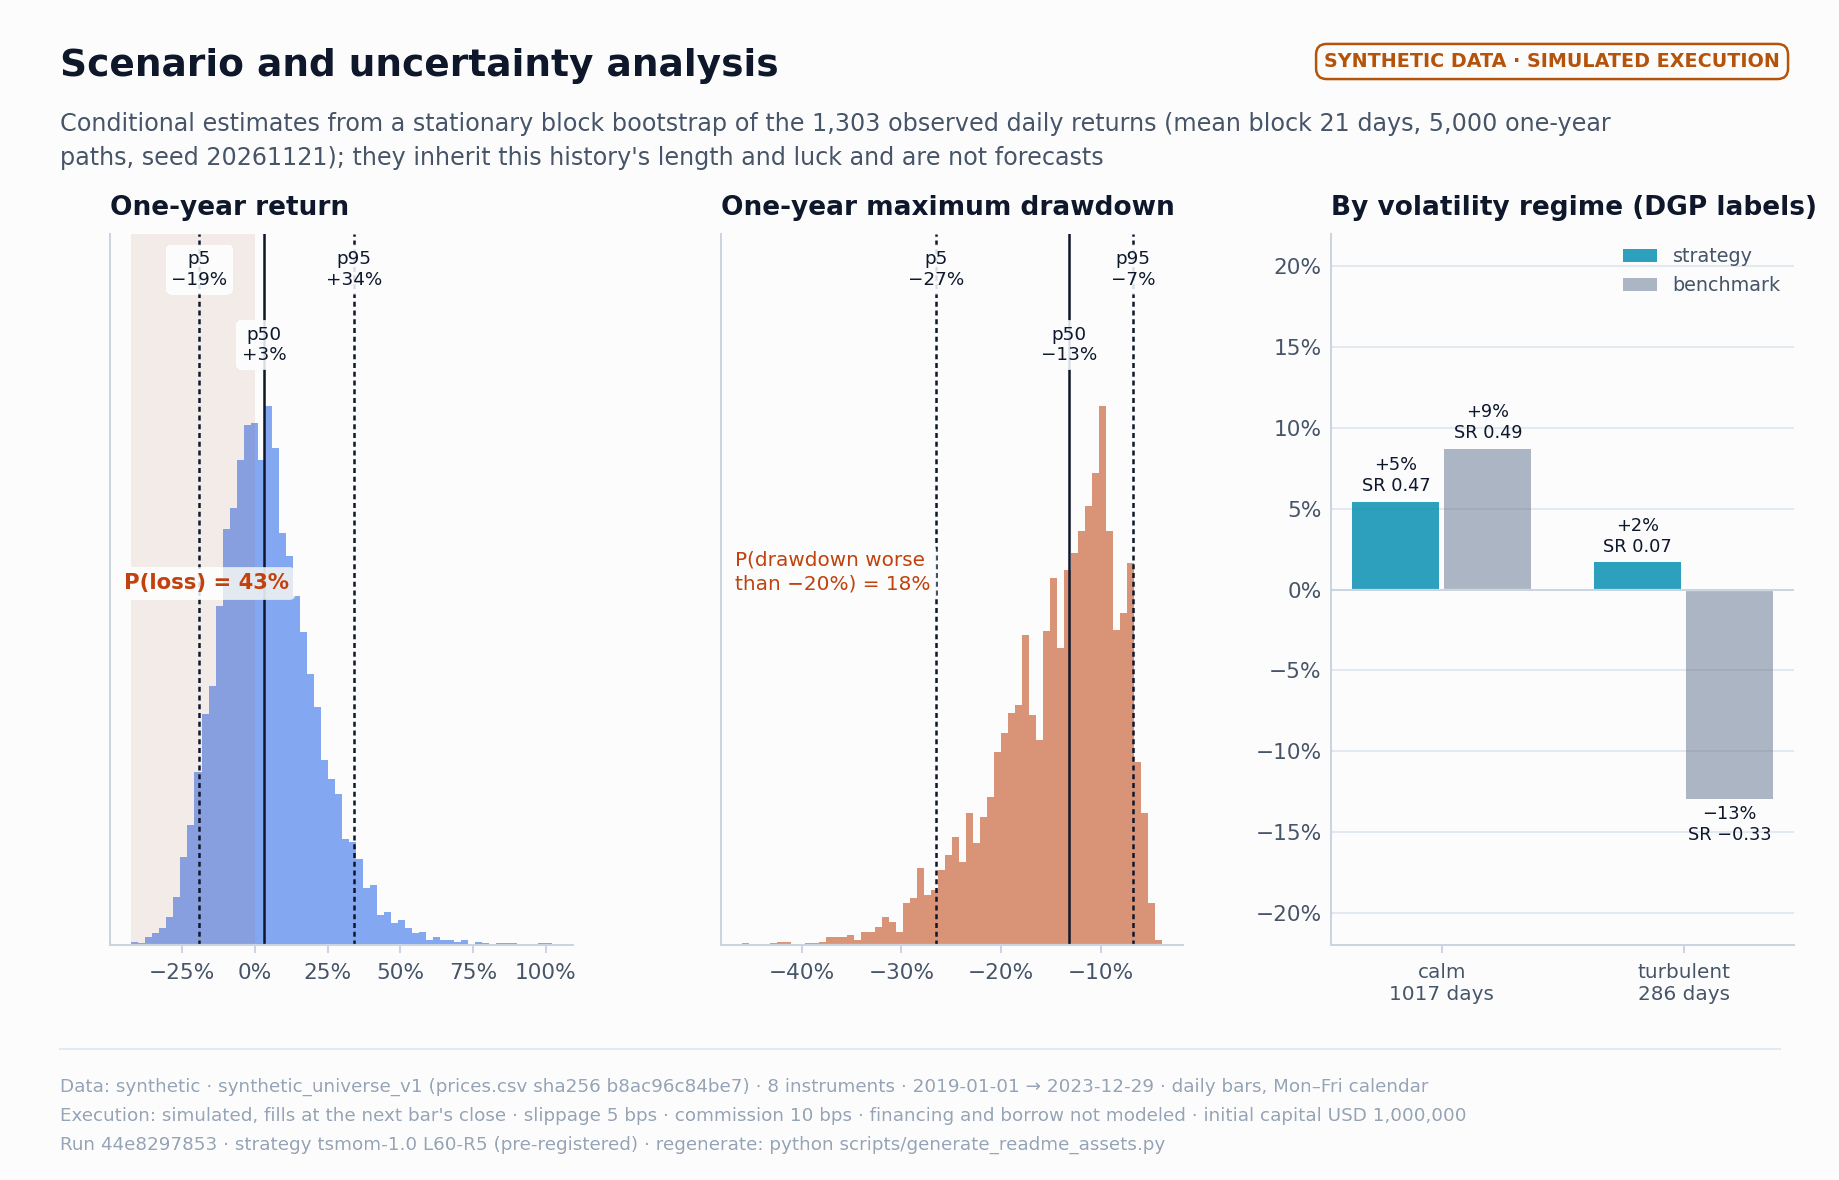 Scenario and uncertainty analysis
SYNTHETIC DATA · SIMULATED EXECUTION
Conditional estimates from a stationary block bootstrap of the 1,303 observed daily returns (mean block 21 days, 5,000 one-year
paths, seed 20261121); they inherit this history's length and luck and are not forecasts
One-year return
p5
−19%
p95
+34%
p50
+3%
P(loss) = 43%
−25% 0% 25% 50% 75% 100%
One-year maximum drawdown
p5
−27%
p95
−7%
p50
−13%
P(drawdown worse
than −20%) = 18%
−40% −30% −20% −10%
By volatility regime (DGP labels)
strategy
benchmark
20%
15%
10%
5%
0%
−5%
−10%
−15%
−20%
+5%
SR 0.47
+9%
SR 0.49
+2%
SR 0.07
−13%
SR −0.33
calm
1017 days
turbulent
286 days
Data: synthetic · synthetic_universe_v1 (prices.csv sha256 b8ac96c84be7) · 8 instruments · 2019-01-01 → 2023-12-29 · daily bars, Mon–Fri calendar
Execution: simulated, fills at the next bar's close · slippage 5 bps · commission 10 bps · financing and borrow not modeled · initial capital USD 1,000,000
Run 44e8297853 · strategy tsmom-1.0 L60-R5 (pre-registered) · regenerate: python scripts/generate_readme_assets.py